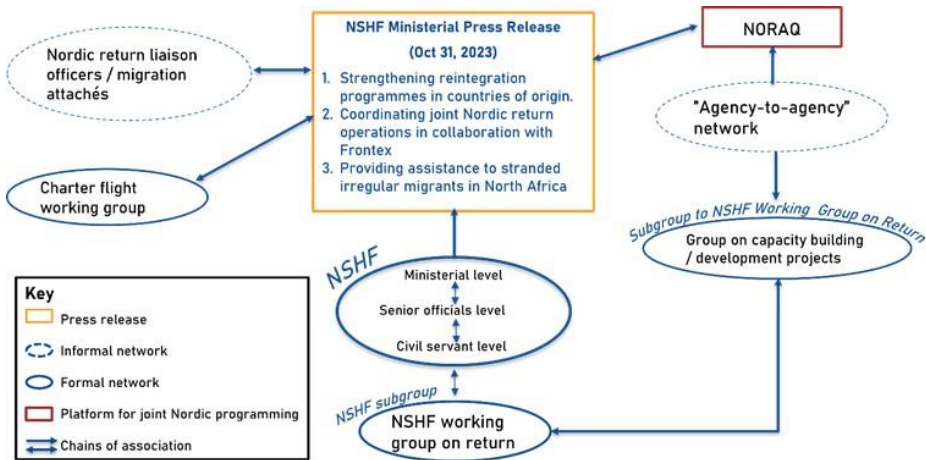 NSHF Ministerial Press Release
(Oct 31, 2023)
1. Strengthening reintegration
programmes in countries of origin.
2. Coordinating joint Nordic return
operations in collaboration with
Frontex
3. Providing assistance to stranded
irregular migrants in North Africa
Nordic return liaison
officers / migration
attachés
Charter flight
working group
NORAQ
"Agency-to-agency"
network
Subgroup to NSHF Working Group on Return
Group on capacity building
/ development projects
NSHF
Ministerial level
Senior officials level
Civil servant level
NSHF subgroup
NSHF working
group on return
Key
Press release
Informal network
Formal network
Platform for joint Nordic programming
Chains of association